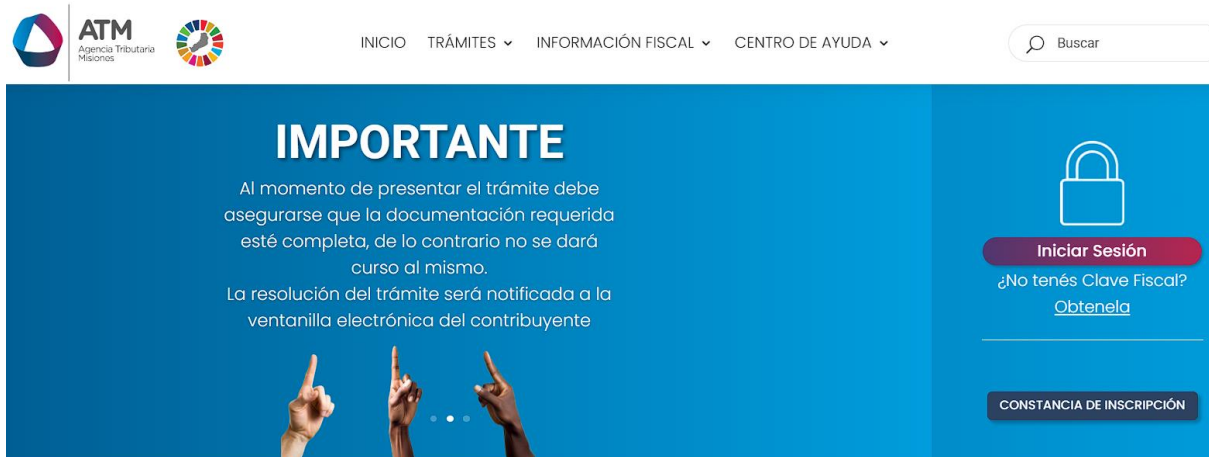 ATM
Agencia Tributaria
Misiones
INICIO TRÁMITES INFORMACIÓN FISCAL CENTRO DE AYUDA
Buscar
IMPORTANTE
Al momento de presentar el trámite debe
asegurarse que la documentación requerida
esté completa, de lo contrario no se dará
curso al mismo.
La resolución del trámite será notificada a la
ventanilla electrónica del contribuyente
Iniciar Sesión
¿No tenés Clave Fiscal?
Obtenela
CONSTANCIA DE INSCRIPCIÓN